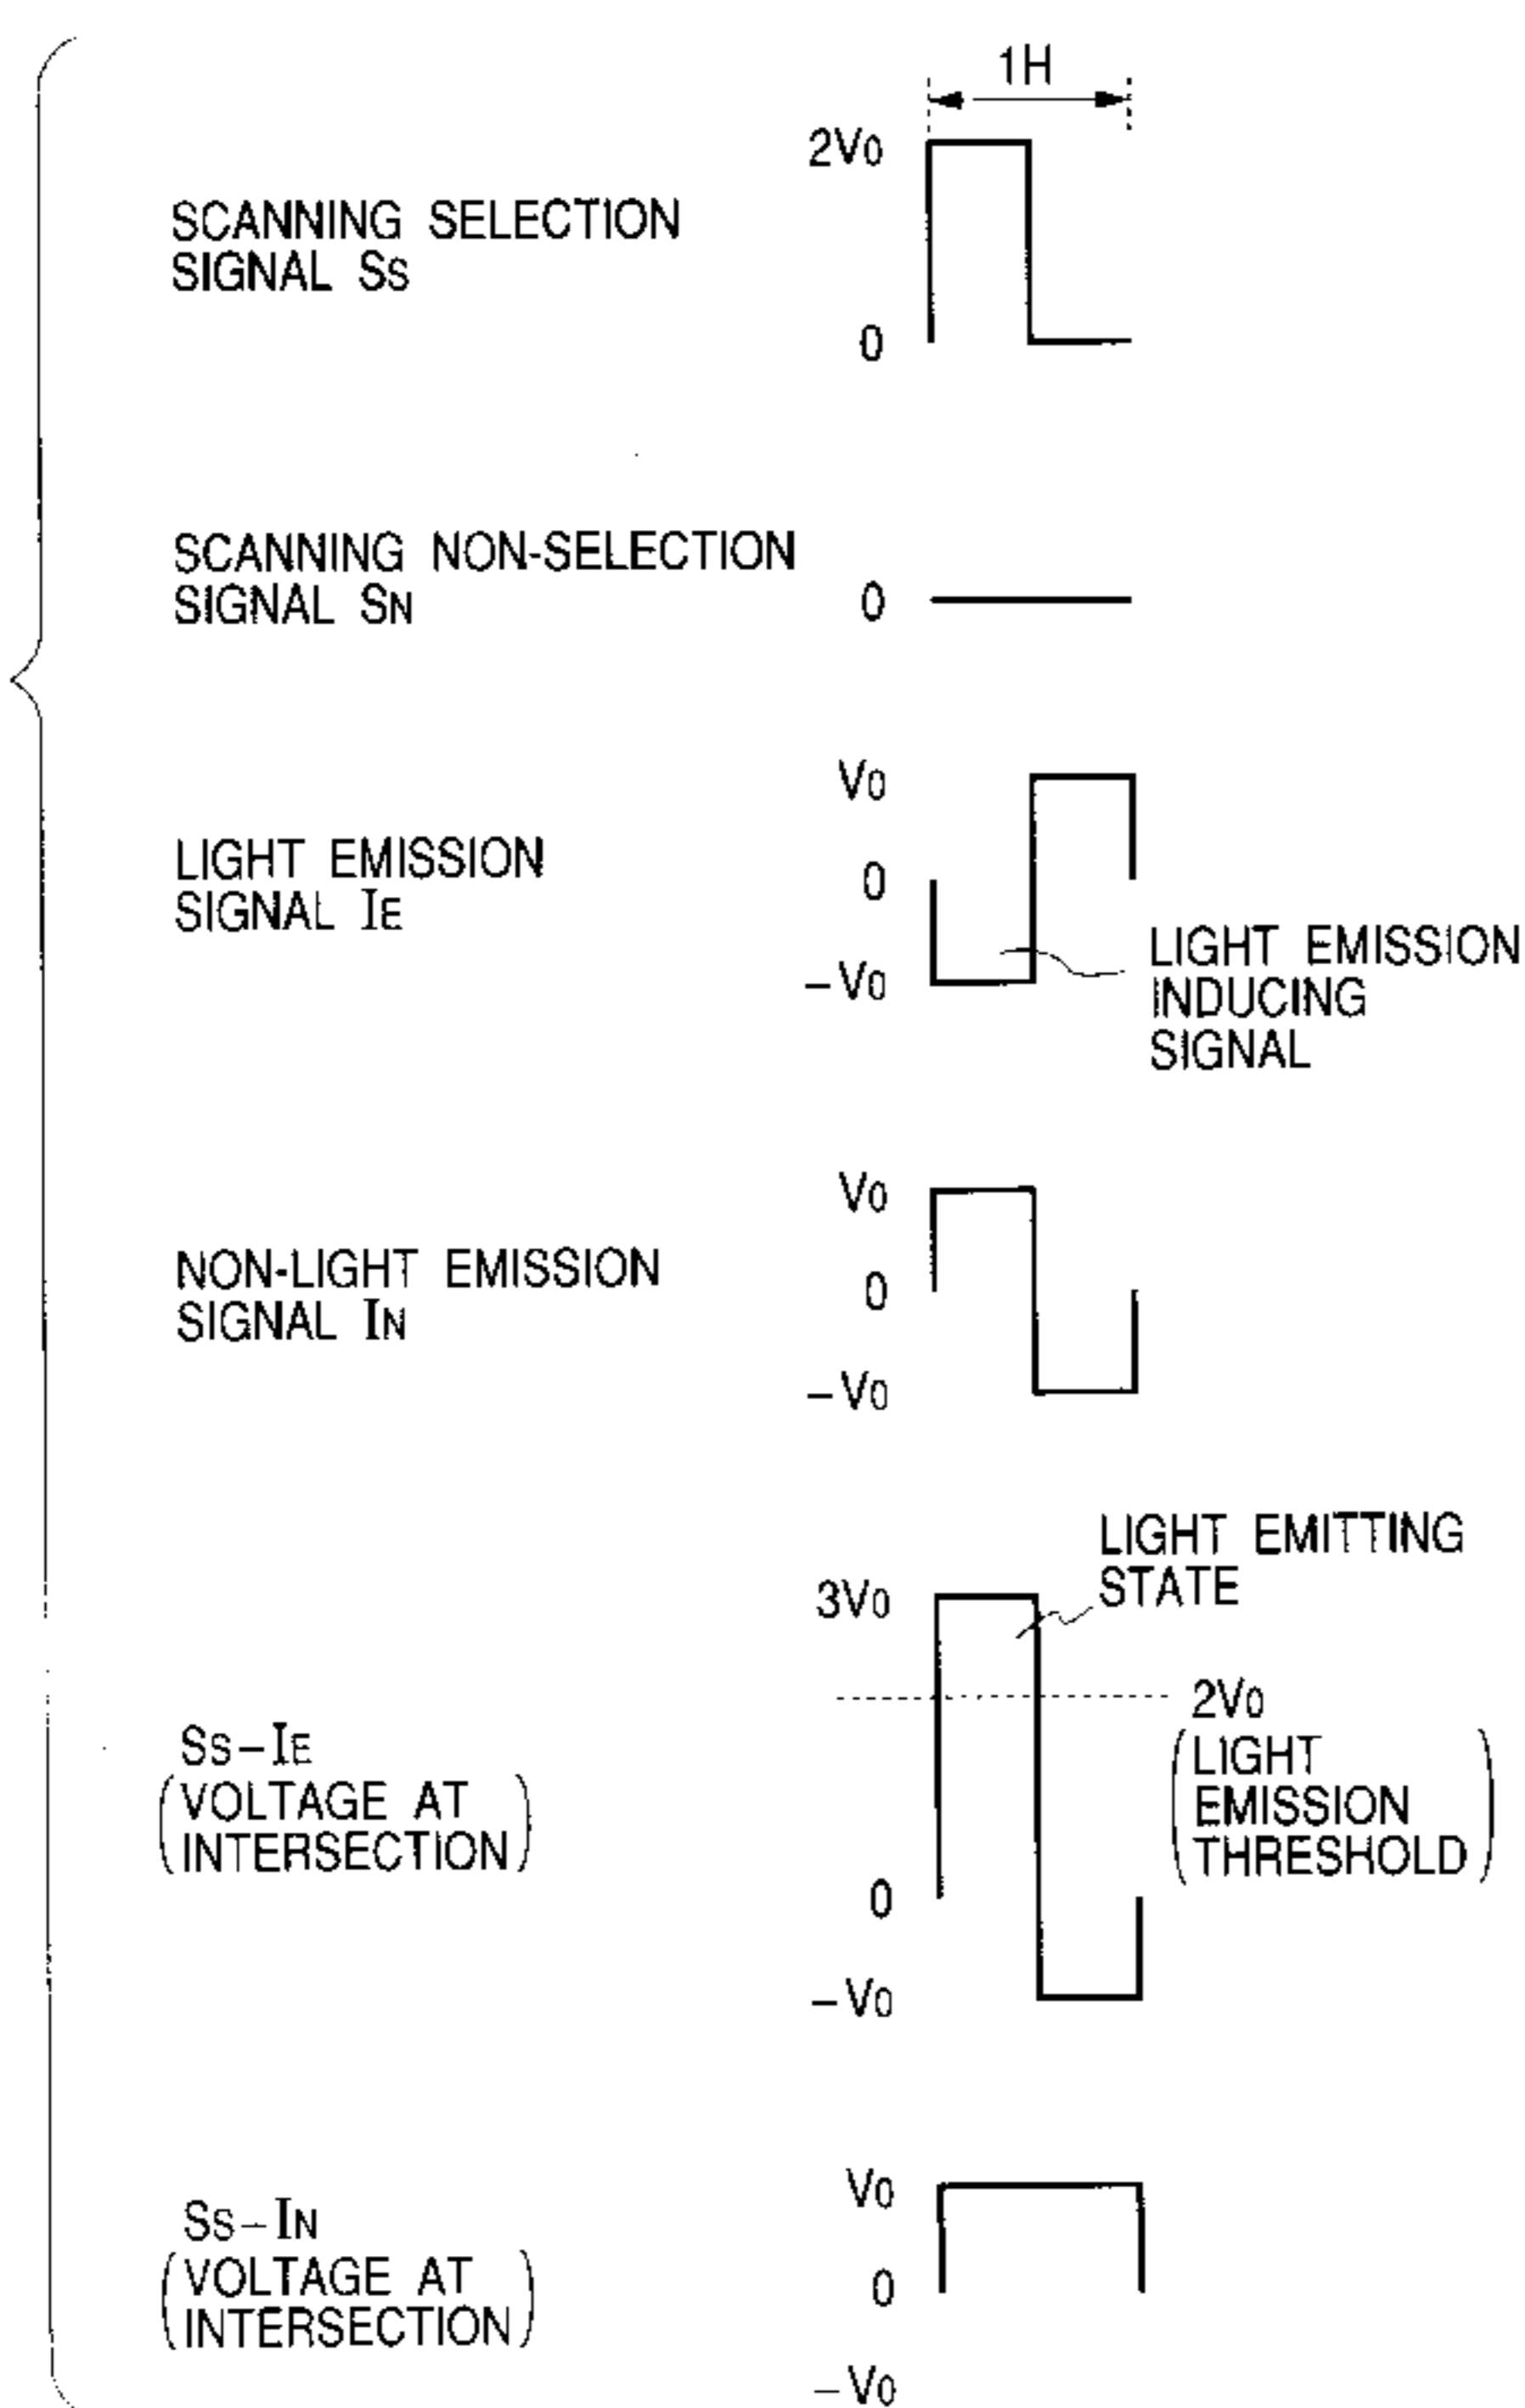 1H
2V0
SCANNING SELECTION
SIGNAL SS
0
SCANNING NON-SELECTION
SIGNAL SN
0
V0
LIGHT EMISSION
SIGNAL IE
0
-V0
LIGHT EMISSION
INDUCING
SIGNAL
V0
NON-LIGHT EMISSION
SIGNAL IN
0
-V0
LIGHT EMITTING
STATE
3V0
2V0
(LIGHT
EMISSION
THRESHOLD)
SS-IE
(VOLTAGE AT
INTERSECTION)
0
-V0
V0
SS-IN
(VOLTAGE AT
INTERSECTION)
0
-V0